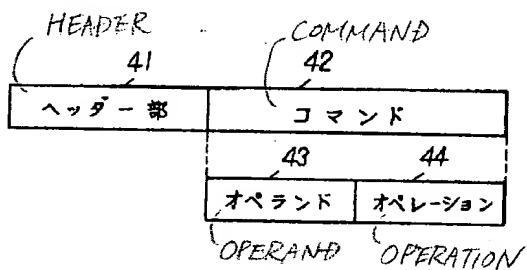 HEADER
COMMAND
41
42
ヘッダー部
コマンド
43
44
オペランド
オペレーション
OPERAND
OPERATION